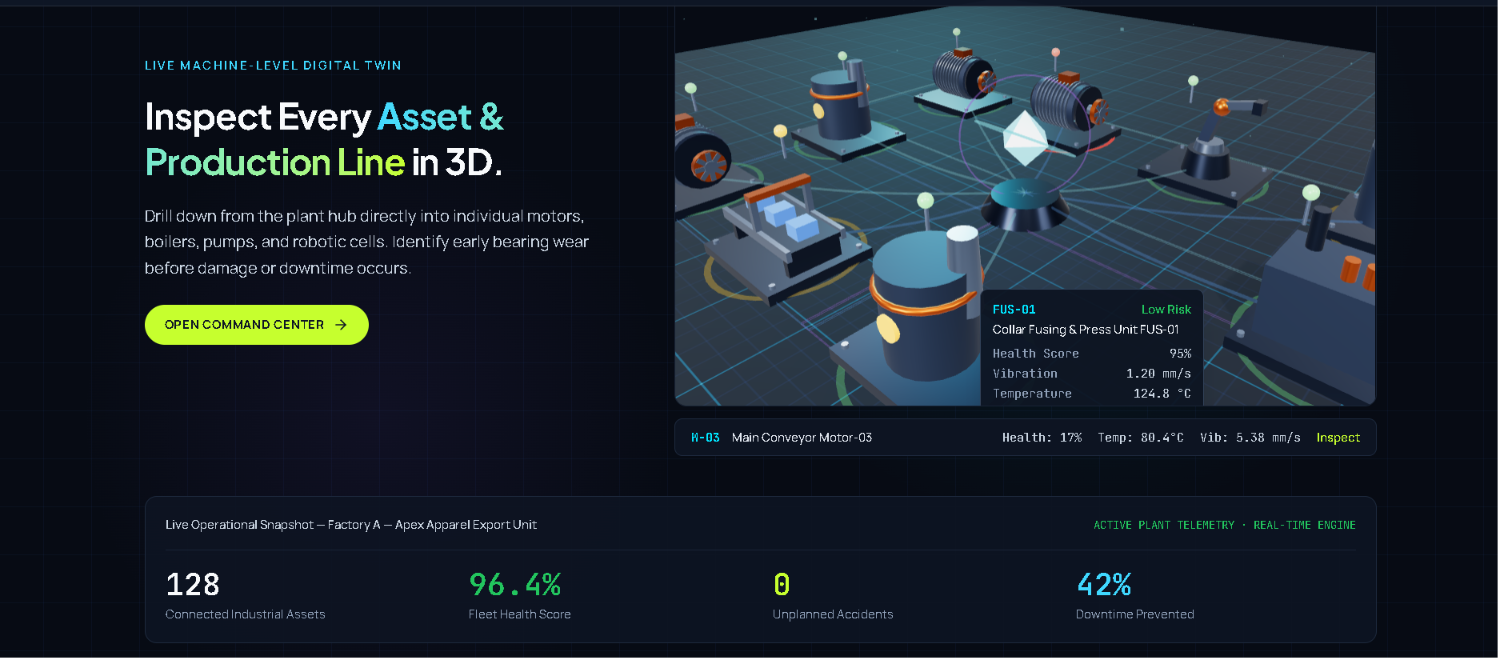 LIVE MACHINE-LEVEL DIGITAL TWIN
Inspect Every Asset &
Production Line in 3D.
Drill down from the plant hub directly into individual motors,
boilers, pumps, and robotic cells. Identify early bearing wear
before damage or downtime occurs.
OPEN COMMAND CENTER →
FUS-01 Low Risk
Collar Fusing & Press Unit FUS-01
Health Score 95%
Vibration 1.20 mm/s
Temperature 124.8 °C
M-03 Main Conveyor Motor-03 Health: 17% Temp: 80.4°C Vib: 5.38 mm/s Inspect
Live Operational Snapshot — Factory A — Apex Apparel Export Unit ACTIVE PLANT TELEMETRY · REAL-TIME ENGINE
128 96.4% 0 42%
Connected Industrial Assets Fleet Health Score Unplanned Accidents Downtime Prevented